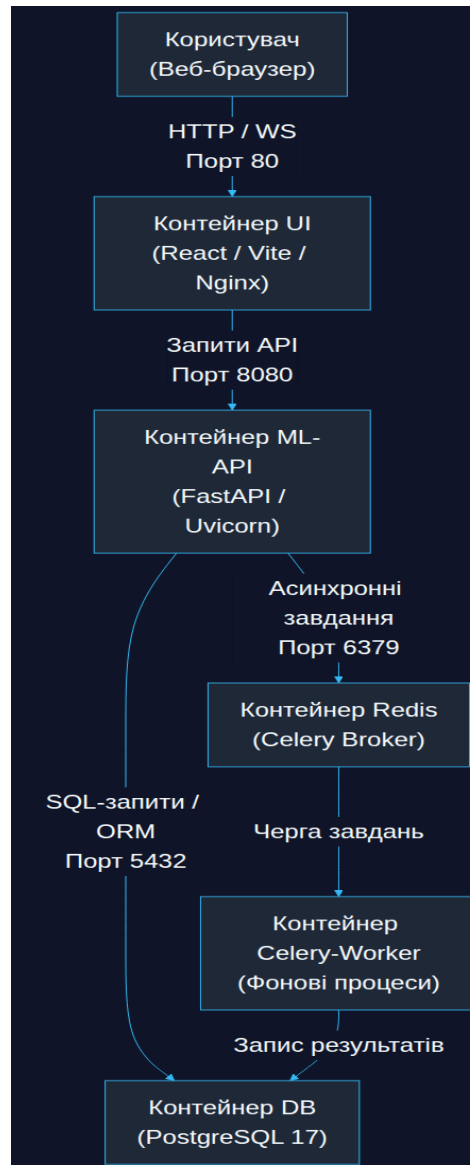 Користувач
(Веб-браузер)
HTTP / WS
Порт 80
Контейнер UI
(React / Vite /
Nginx)
Запити API
Порт 8080
Контейнер ML-
API
(FastAPI /
Uvicorn)
Асинхронні
завдання
Порт 6379
Контейнер Redis
(Celery Broker)
SQL-запити /
ORM
Порт 5432
Черга завдань
Контейнер
Celery-Worker
(Фонові процеси)
Запис результатів
Контейнер DB
(PostgreSQL 17)